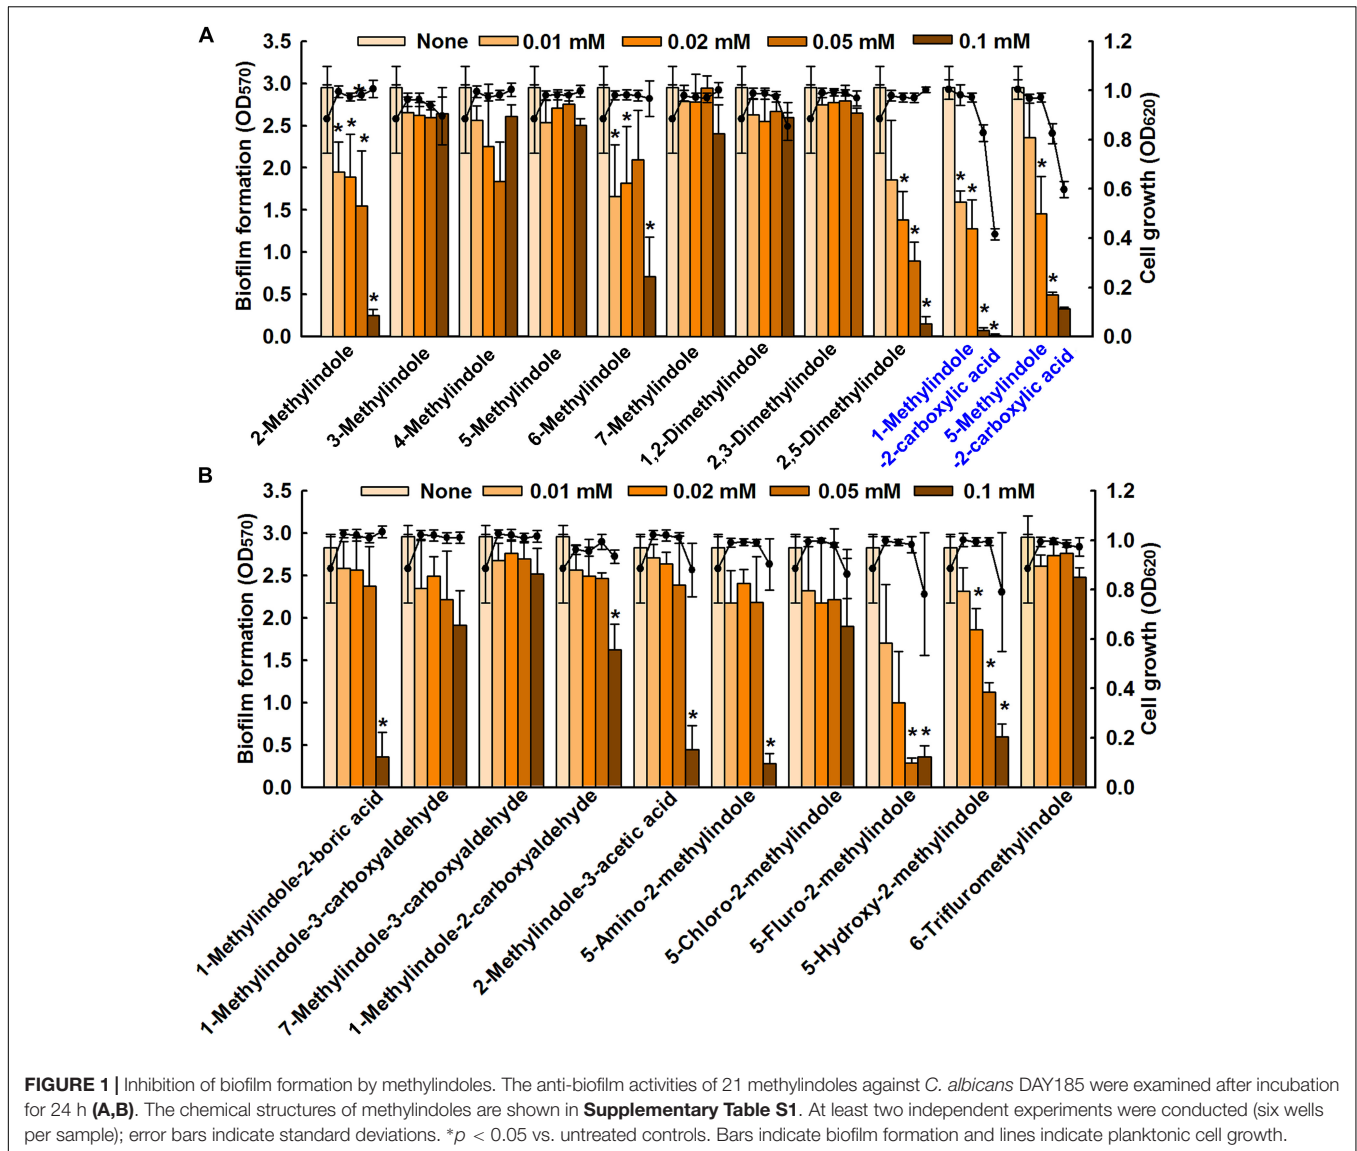 A
None 0.01 mM 0.02 mM 0.05 mM 0.1 mM
Biofilm formation (OD570)
3.5
3.0
2.5
2.0
1.5
1.0
0.5
0.0
Cell growth (OD620)
1.2
1.0
0.8
0.6
0.4
0.2
0.0
* * * *
* * *
* * *
* * * *
* *
2-Methylindole
3-Methylindole
4-Methylindole
5-Methylindole
6-Methylindole
7-Methylindole
1,2-Dimethylindole
2,3-Dimethylindole
2,5-Dimethylindole
1-Methylindole
-2-carboxylic acid
5-Methylindole
-2-carboxylic acid
B
None 0.01 mM 0.02 mM 0.05 mM 0.1 mM
Biofilm formation (OD570)
3.5
3.0
2.5
2.0
1.5
1.0
0.5
0.0
Cell growth (OD620)
1.2
1.0
0.8
0.6
0.4
0.2
0.0
*
*
*
*
* *
* * *
1-Methylindole-2-boric acid
1-Methylindole-3-carboxyaldehyde
7-Methylindole-3-carboxyaldehyde
1-Methylindole-2-carboxyaldehyde
2-Methylindole-3-acetic acid
5-Amino-2-methylindole
5-Chloro-2-methylindole
5-Fluro-2-methylindole
5-Hydroxy-2-methylindole
6-Triflurometylindole
FIGURE 1 | Inhibition of biofilm formation by methylindoles. The anti-biofilm activities of 21 methylindoles against C. albicans DAY185 were examined after incubation
for 24 h (A,B). The chemical structures of methylindoles are shown in Supplementary Table S1. At least two independent experiments were conducted (six wells
per sample); error bars indicate standard deviations. *p < 0.05 vs. untreated controls. Bars indicate biofilm formation and lines indicate planktonic cell growth.